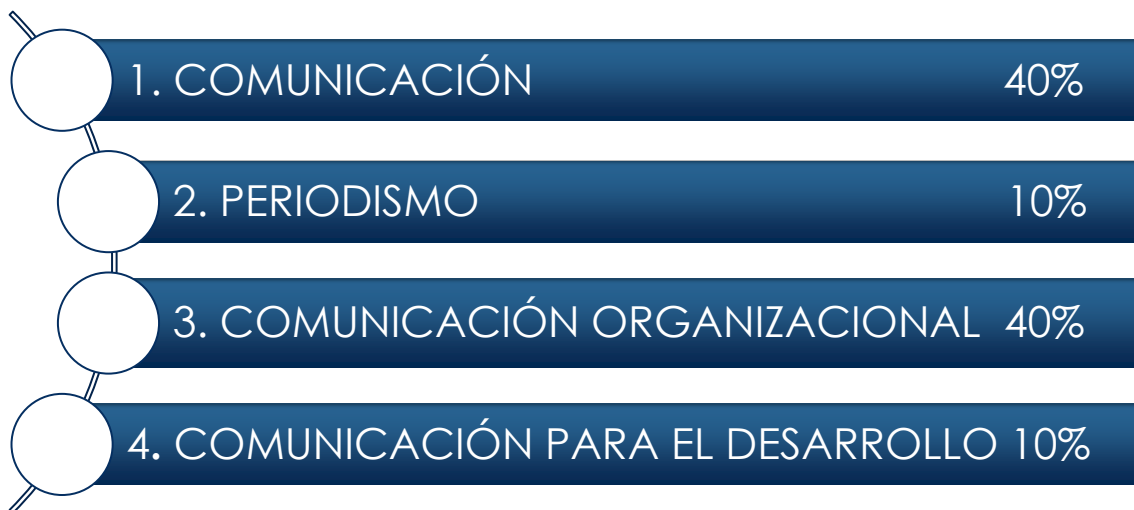 1. COMUNICACIÓN 40%
2. PERIODISMO 10%
3. COMUNICACIÓN ORGANIZACIONAL 40%
4. COMUNICACIÓN PARA EL DESARROLLO 10%